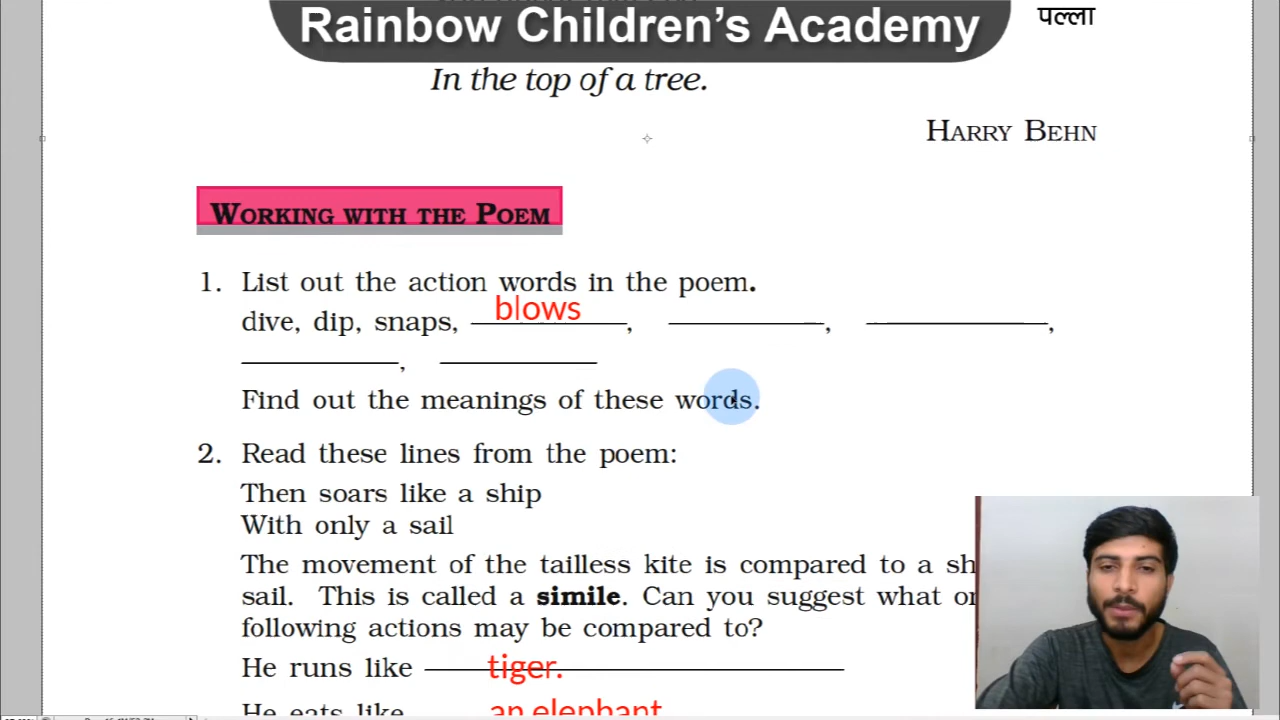 Rainbow Children's Academy
पल्ला
In the top of a tree.
HARRY BEHN
WORKING WITH THE POEM
1. List out the action words in the poem.
dive, dip, snaps, blows, , ,
,
Find out the meanings of these words.
2. Read these lines from the poem:
Then soars like a ship
With only a sail
The movement of the tailless kite is compared to a sh
sail. This is called a simile. Can you suggest what or
following actions may be compared to?
He runs like tiger.
He eats like an elephant